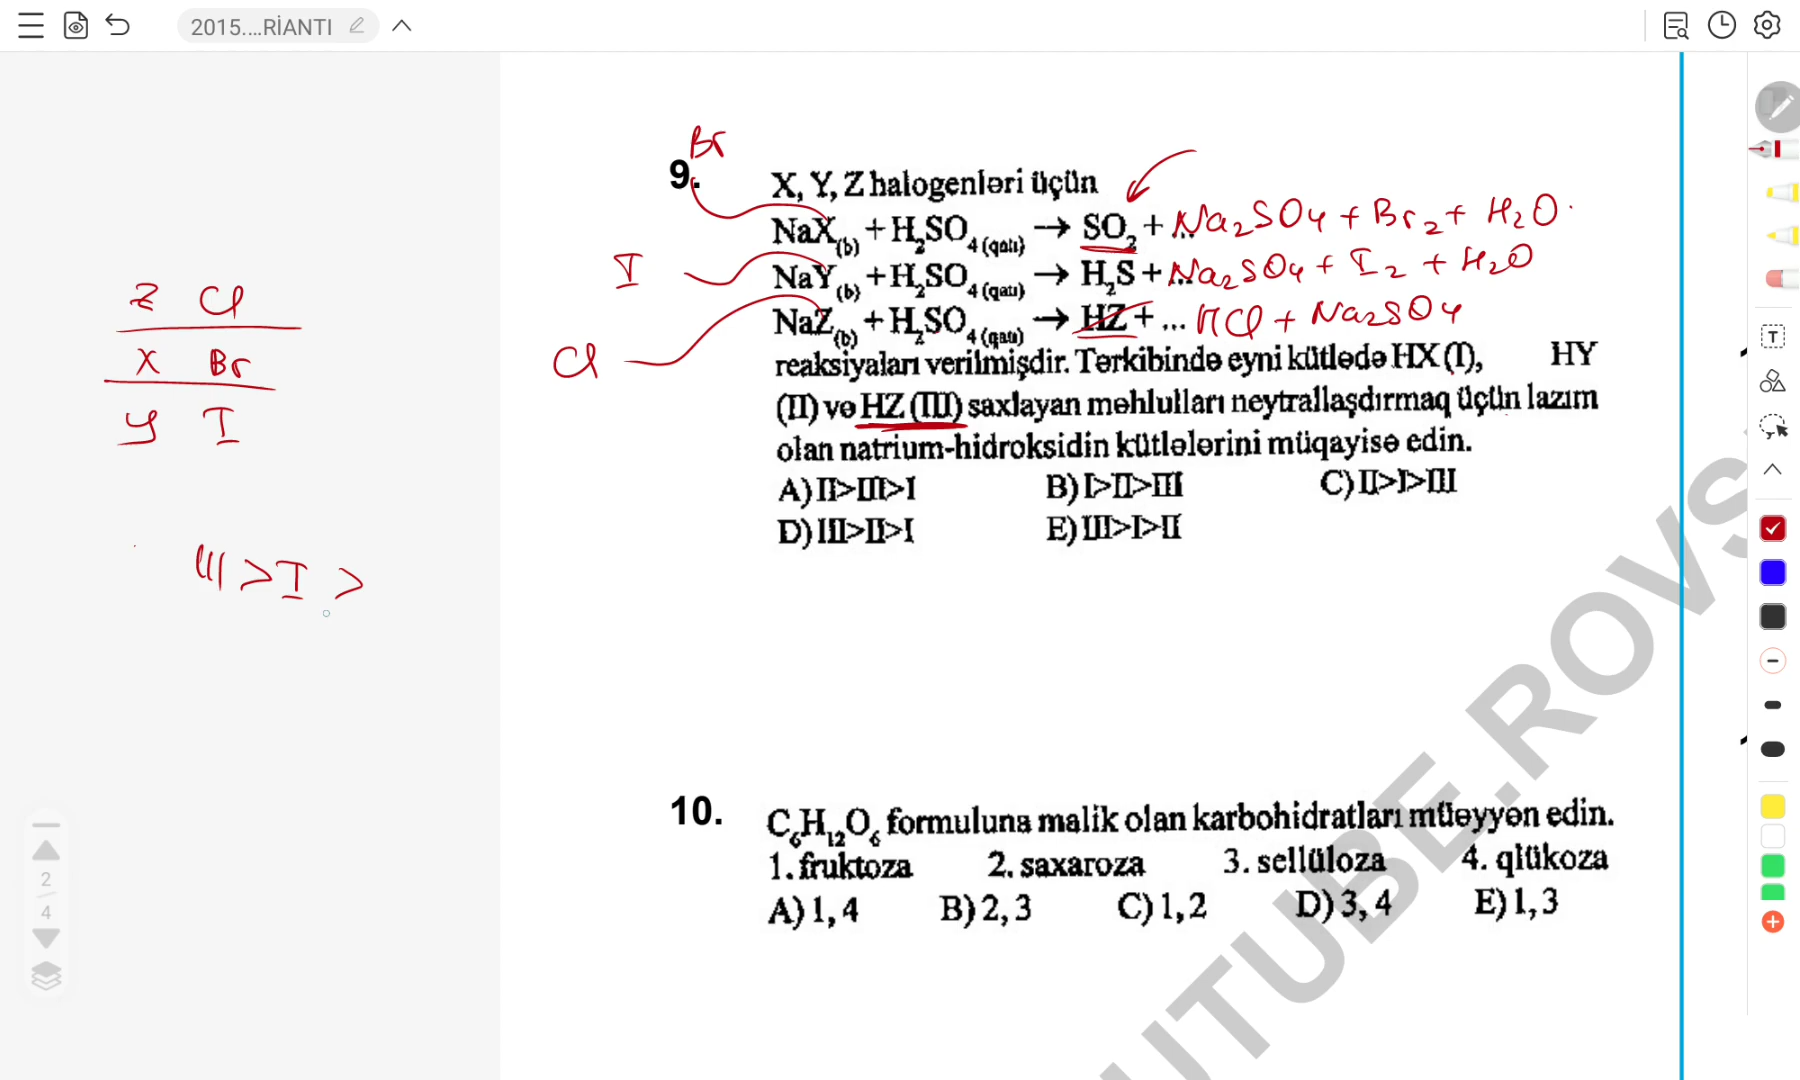 2015....RİANTI
Br
9. X, Y, Z halogenləri üçün
NaX(b) + H2SO4(qatı) → SO2 + ... Na2SO4 + Br2 + H2O.
I NaY(b) + H2SO4(qatı) → H2S + ... Na2SO4 + I2 + H2O
Cl NaZ(b) + H2SO4(qatı) → HZ + ... HCl + Na2SO4
reaksiyaları verilmişdir. Tərkibində eyni kütlədə HX (I), HY
(II) və HZ (III) saxlayan məhlulları neytrallaşdırmaq üçün lazım
olan natrium-hidroksidin kütlələrini müqayisə edin.
A) II>III>I B) I>II>III C) II>I>III
D) III>II>I E) III>I>II
Z Cl
X Br
Y I
III > I >
10. C6H12O6 formuluna malik olan karbohidratları müəyyən edin.
1. fruktoza 2. saxaroza 3. sellüloza 4. qlükoza
A) 1, 4 B) 2, 3 C) 1, 2 D) 3, 4 E) 1, 3
2
4
T
UTUBE.ROVS